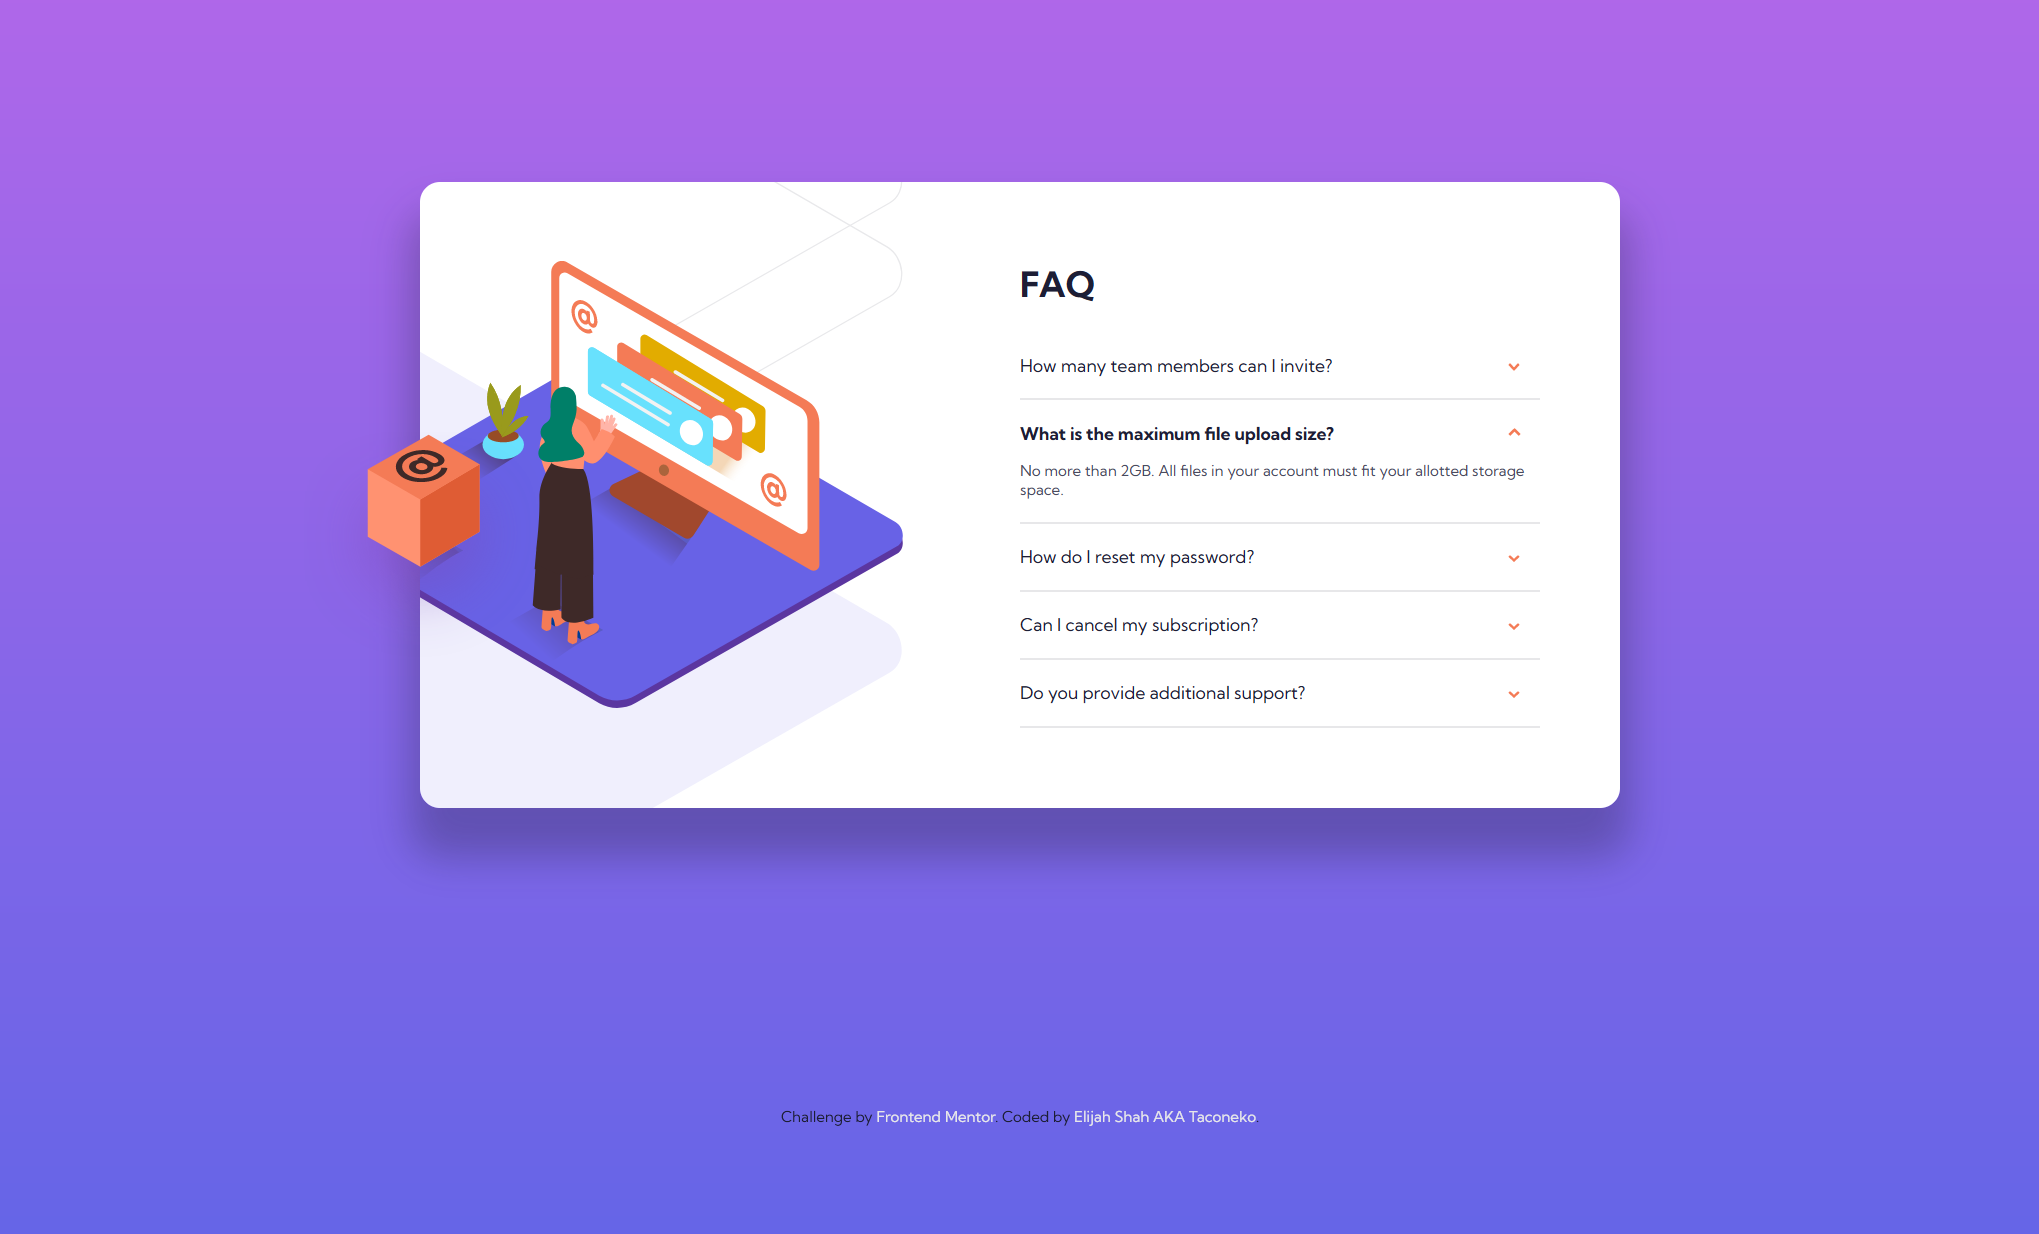 FAQ
How many team members can I invite?
What is the maximum file upload size?
No more than 2GB. All files in your account must fit your allotted storage
space.
How do I reset my password?
Can I cancel my subscription?
Do you provide additional support?
@
@
@
Challenge by Frontend Mentor. Coded by Elijah Shah AKA Taconeko.